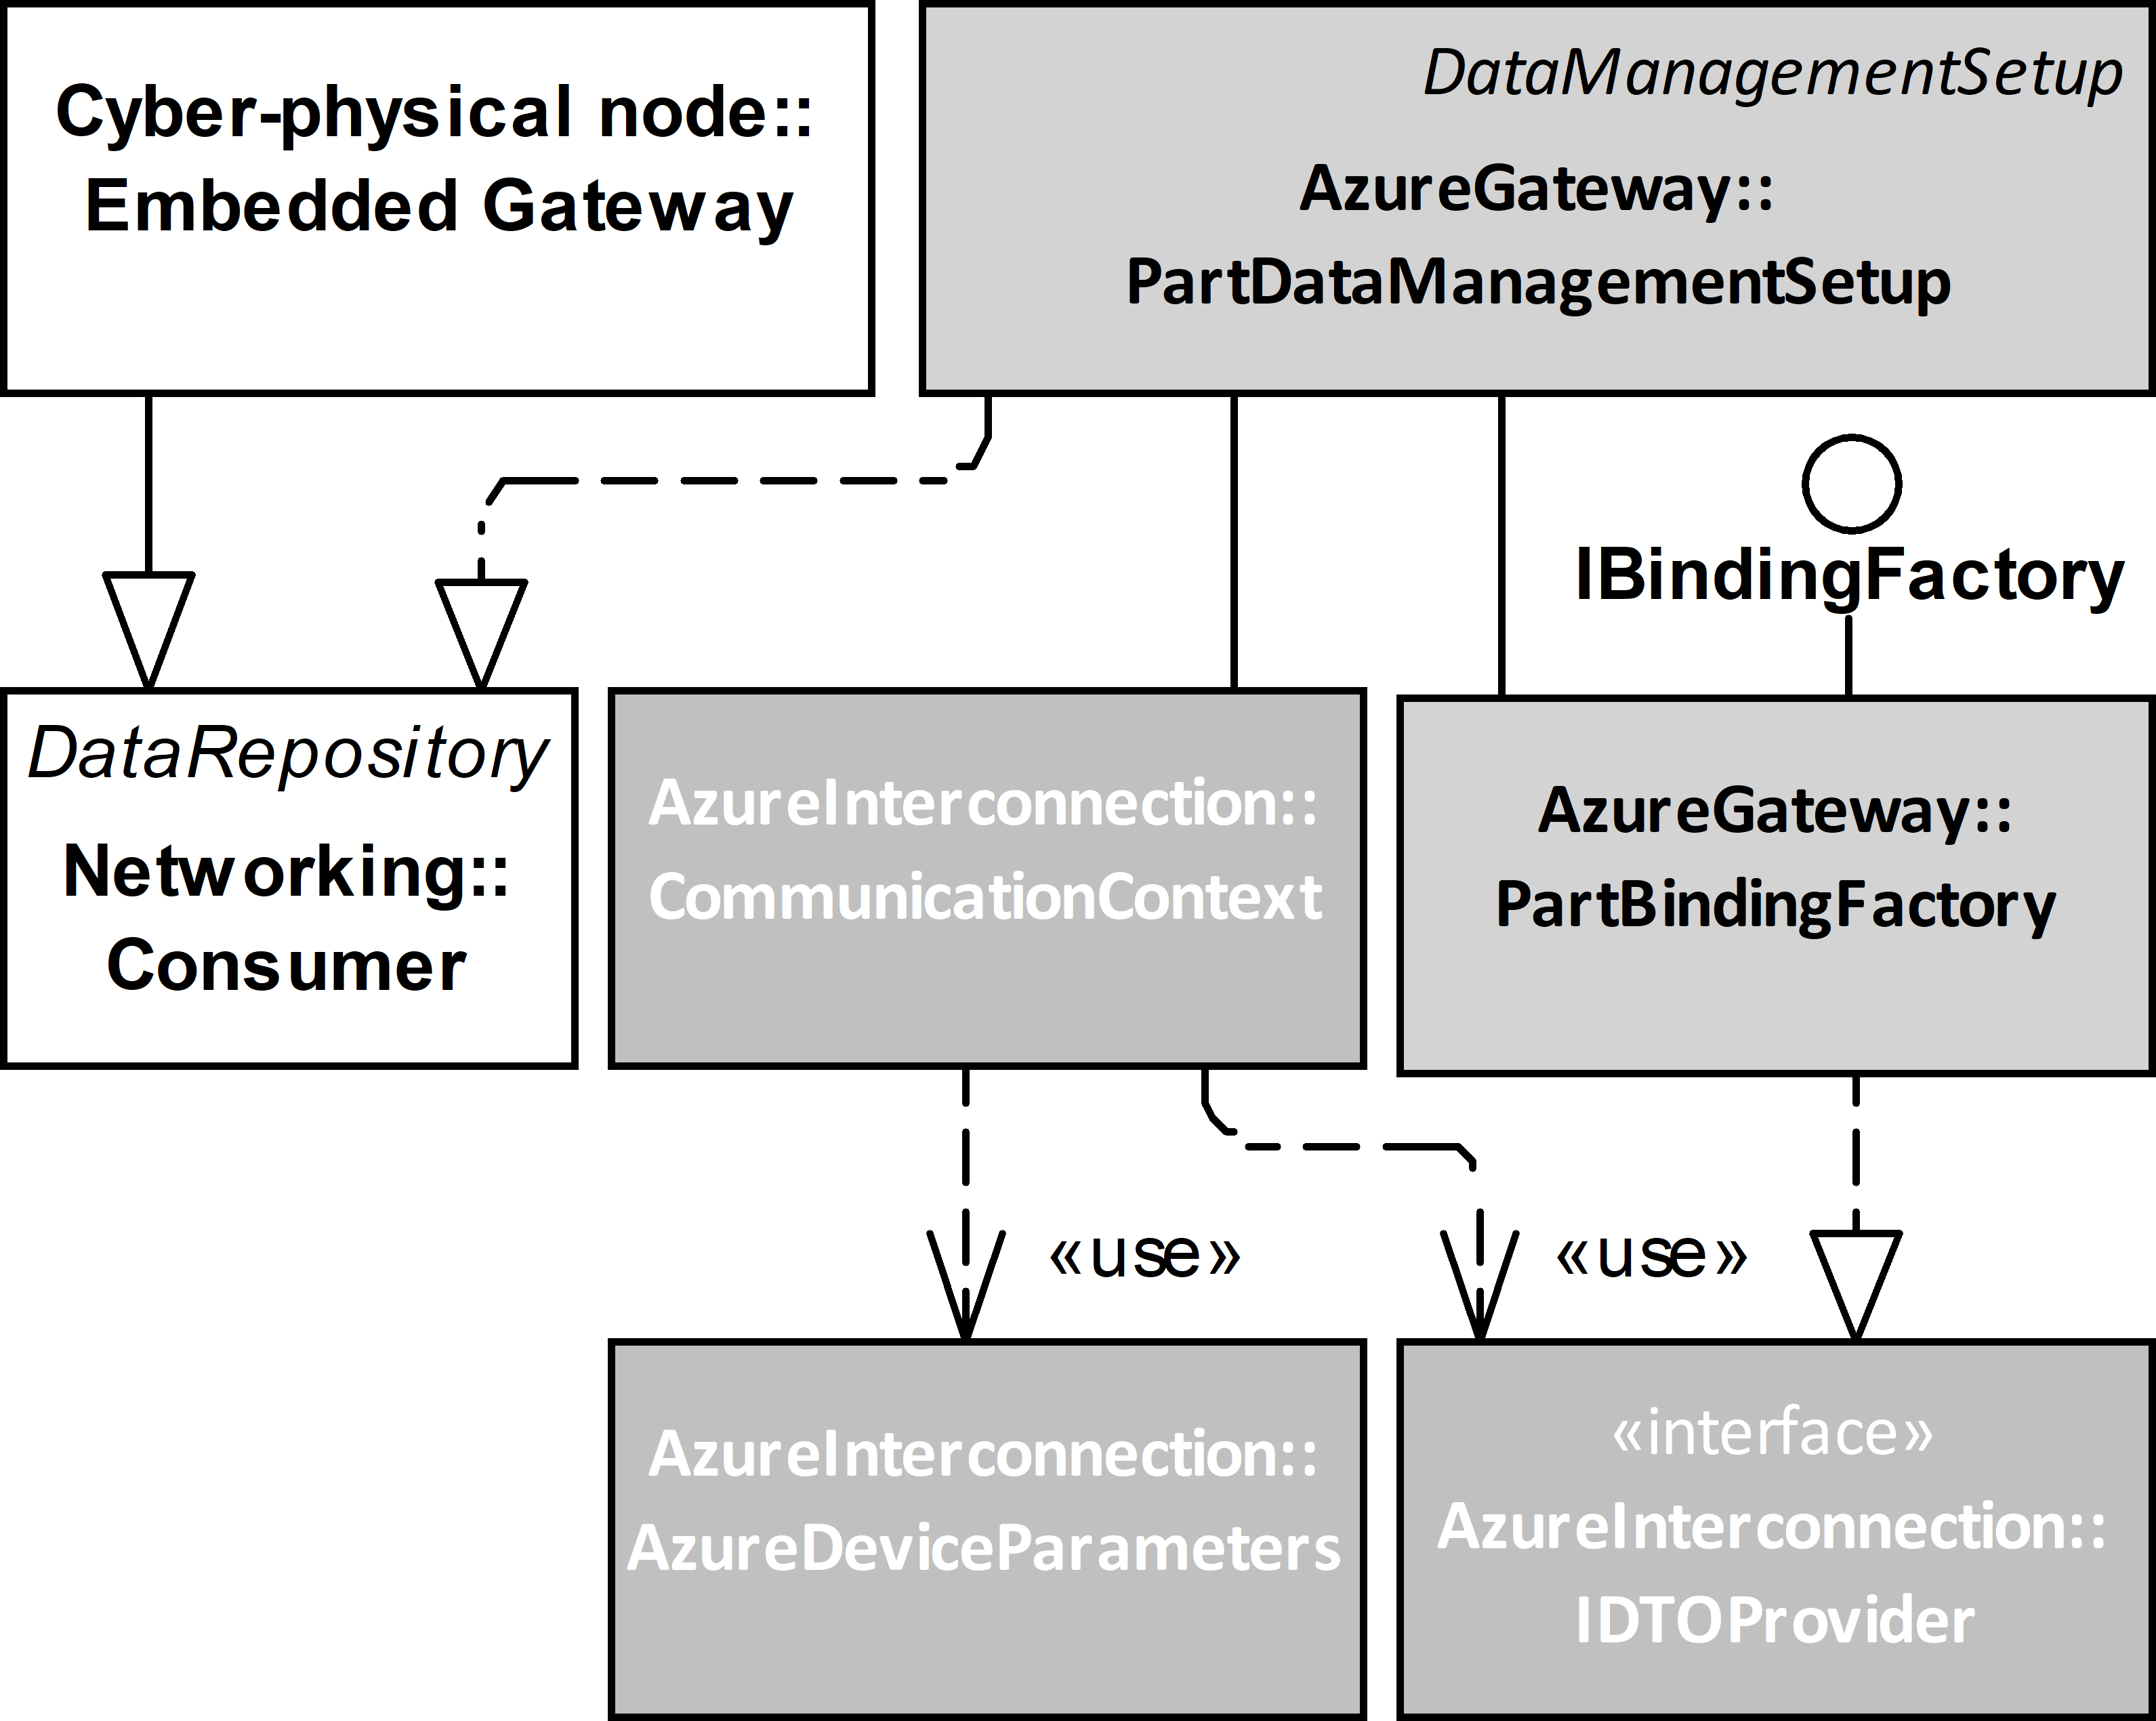 Cyber-physical node::
Embedded Gateway
DataManagementSetup
AzureGateway::
PartDataManagementSetup
IBindingFactory
DataRepository
Networking::
Consumer
AzureInterconnection::
CommunicationContext
AzureGateway::
PartBindingFactory
«use»
«use»
AzureInterconnection::
AzureDeviceParameters
«interface»
AzureInterconnection::
IDTOProvider